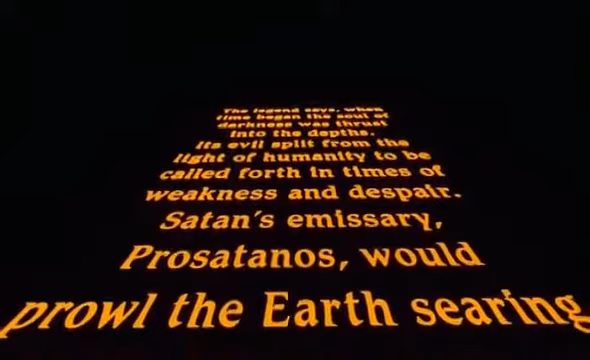 The legend says, when
time began the soul of
darkness was thrust
into the depths.
Its evil split from the
light of humanity to be
called forth in times of
weakness and despair.
Satan's emissary,
Prosatanos, would
prowl the Earth searing